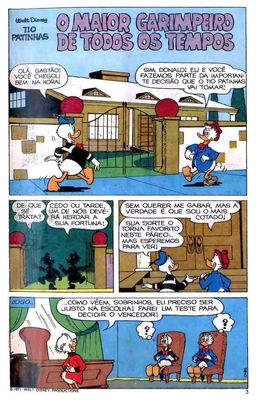 Walt Disney
TIO
PATINHAS
O MAIOR GARIMPEIRO
DE TODOS OS TEMPOS
OLÁ, GASTÃO!
VOCÊ CHEGOU
BEM NA HORA!
SIM, DONALD! EU E VOCÊ
FAZEMOS PARTE DA IMPORTAN-
TE DECISÃO QUE O TIO PATINHAS
VAI TOMAR!
DE QUE
SE
TRATA?
CEDO OU TARDE,
UM DE NÓS DEVE-
RÁ HERDAR A
SUA FORTUNA!
SEM QUERER ME GABAR, MAS A
VERDADE É QUE SOU O MAIS
COTADO!
SUA SORTE O
TORNA FAVORITO
NESTE PÁREO...
MAS ESPEREMOS
PARA VER!
LOGO...
...COMO VÊEM, SOBRINHOS, EU PRECISO SER
JUSTO NA ESCOLHA! FAREI UM TESTE PARA
DECIDIR O VENCEDOR!
?
?
© 1971 WALT DISNEY PRODUCTIONS
3